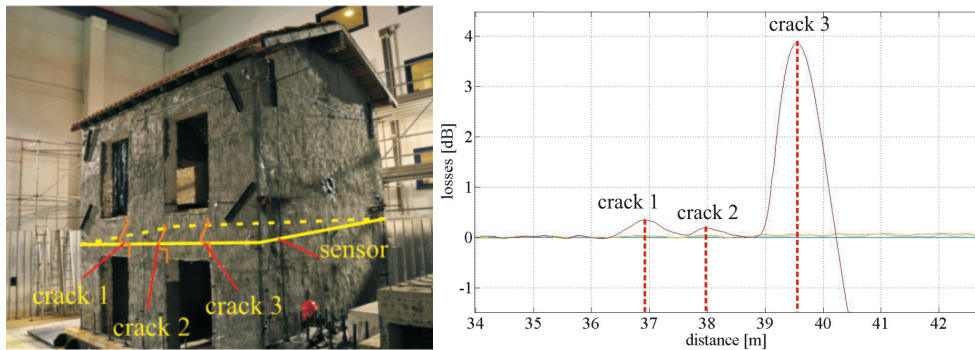 sensor
crack 1
crack 2
crack 3
crack 3
crack 1
crack 2
losses [dB]
4
3
2
1
0
-1
34 35 36 37 38 39 40 41 42
distance [m]